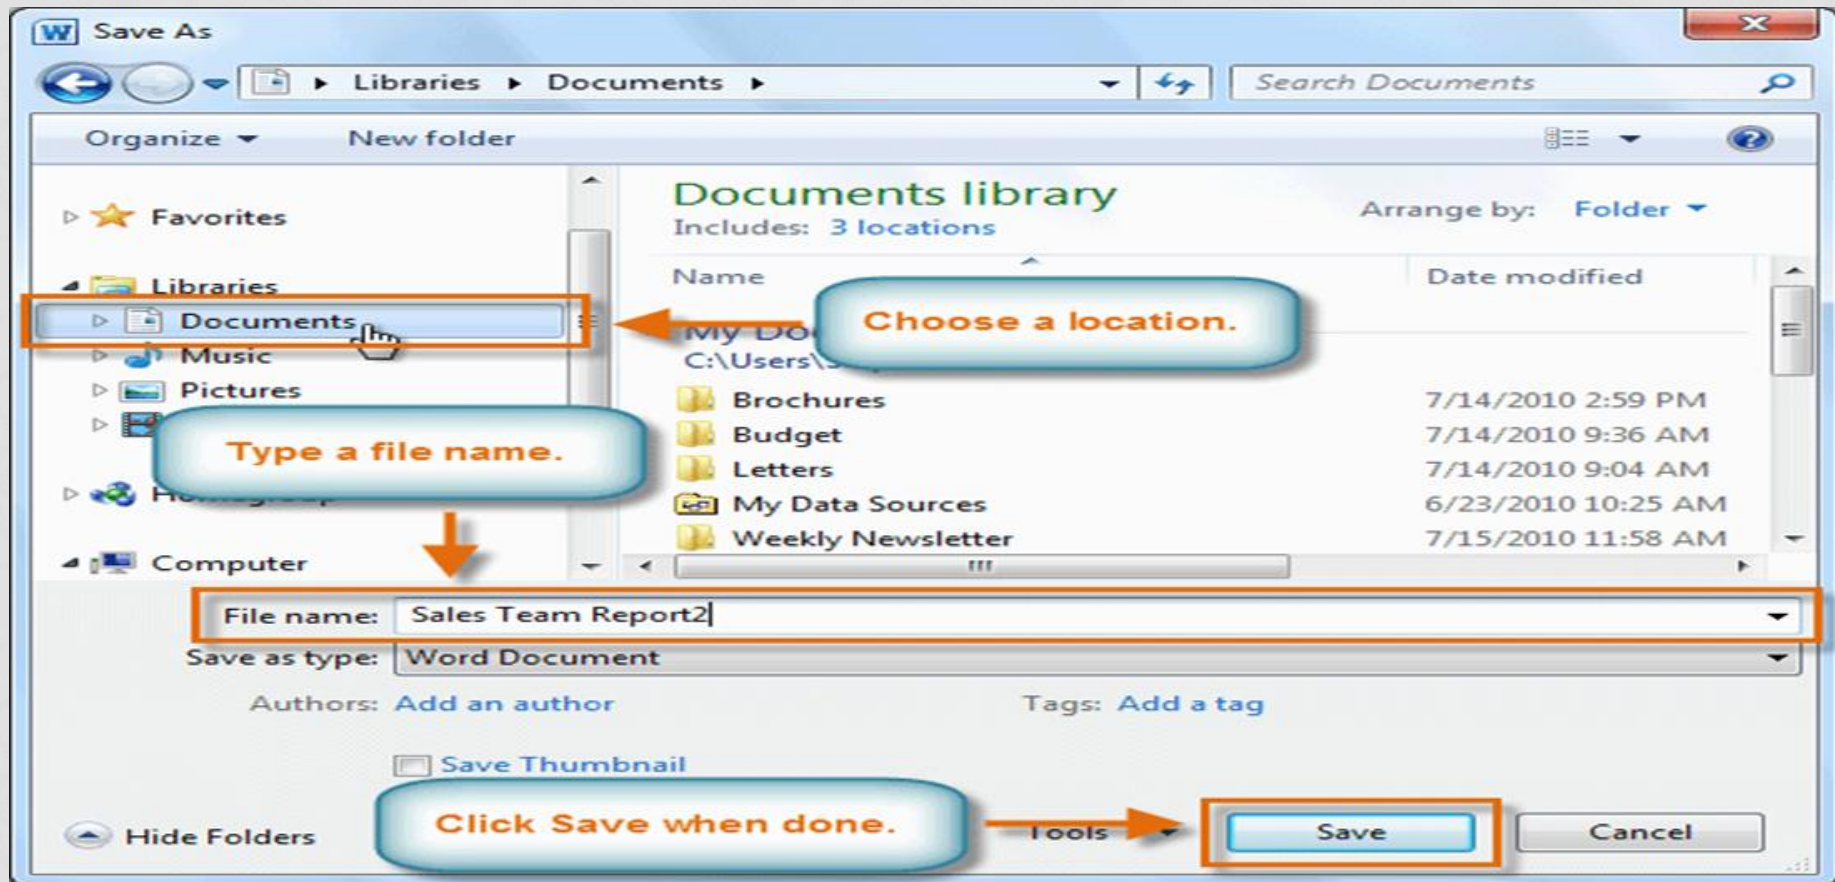 Save As
Libraries Documents
Search Documents
Organize New folder
Favorites
Libraries
Documents
Music
Pictures
Computer
Documents library
Includes: 3 locations
Arrange by: Folder
Name Date modified
C:\Users\
Brochures 7/14/2010 2:59 PM
Budget 7/14/2010 9:36 AM
Letters 7/14/2010 9:04 AM
My Data Sources 6/23/2010 10:25 AM
Weekly Newsletter 7/15/2010 11:58 AM
Choose a location.
Type a file name.
File name: Sales Team Report2
Save as type: Word Document
Authors: Add an author Tags: Add a tag
Save Thumbnail
Click Save when done.
Hide Folders Tools Save Cancel